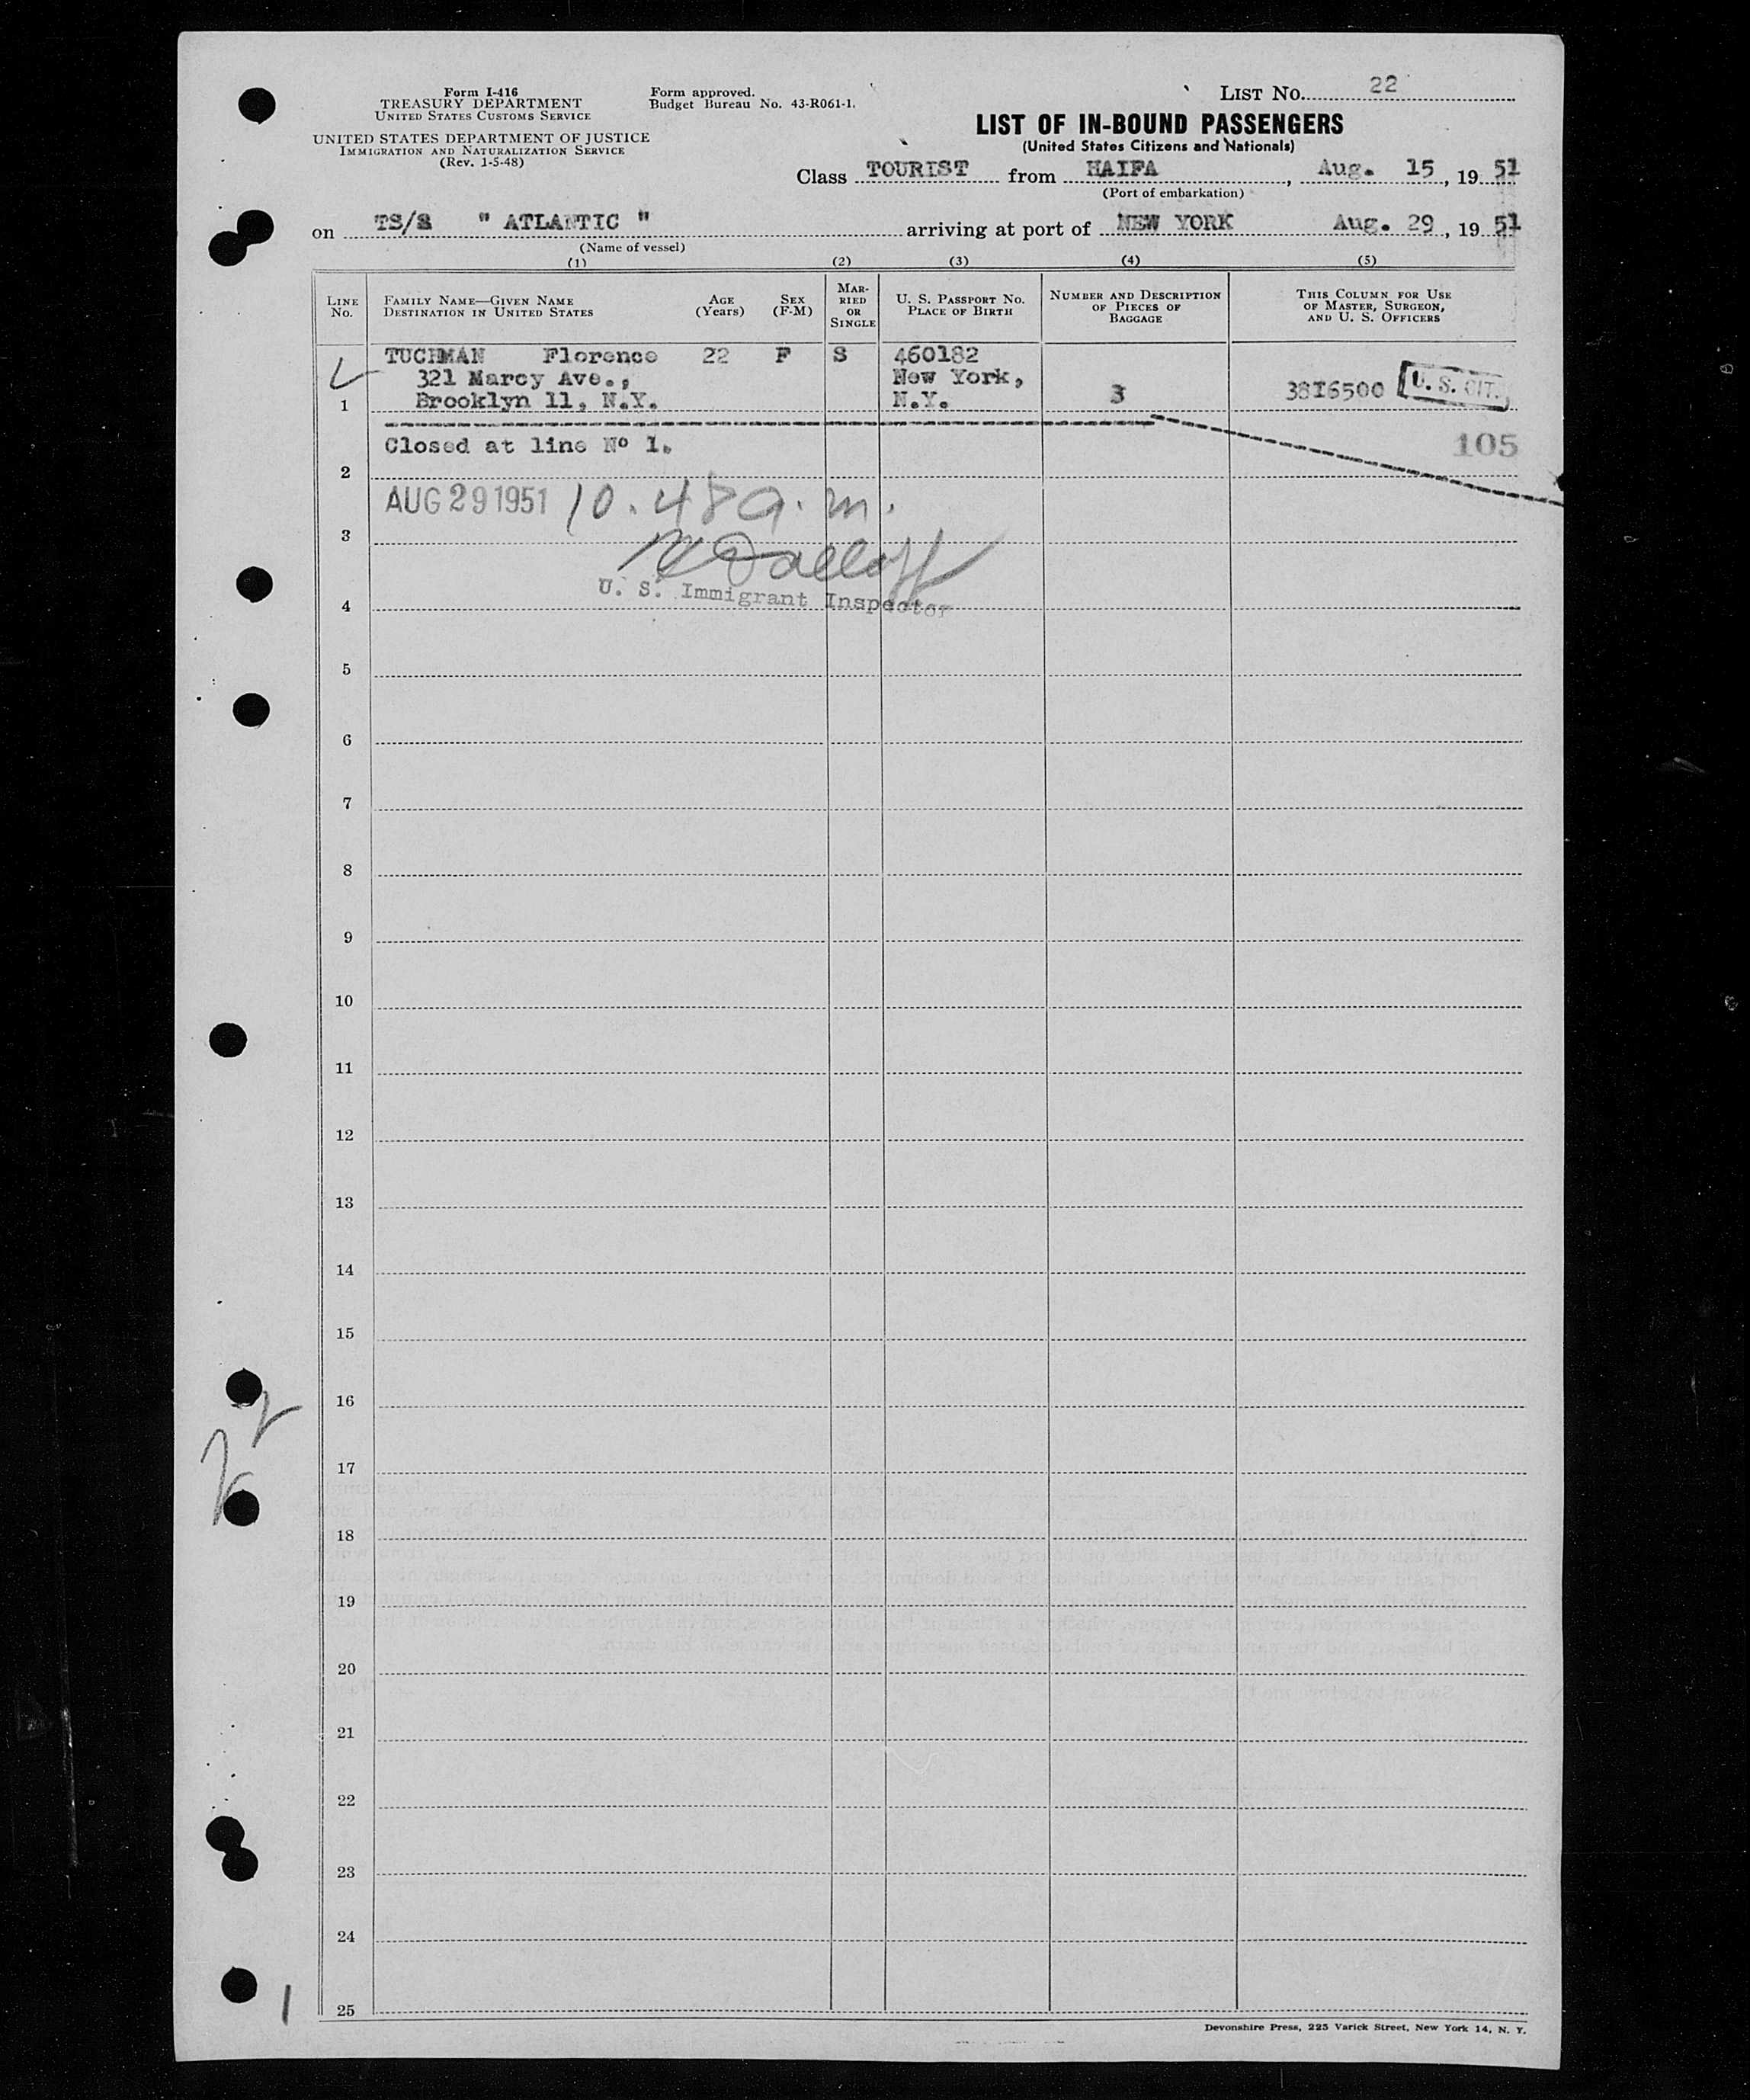 Form I-416
TREASURY DEPARTMENT
UNITED STATES CUSTOMS SERVICE
UNITED STATES DEPARTMENT OF JUSTICE
IMMIGRATION AND NATURALIZATION SERVICE
(Rev. 1-5-48)
Form approved.
Budget Bureau No. 43-R061-1.
LIST NO. 22
LIST OF IN-BOUND PASSENGERS
(United States Citizens and Nationals)
Class TOURIST from HAIFA, Aug. 15, 19 51
(Port of embarkation)
on TS/S " ATLANTIC " arriving at port of NEW YORK Aug. 29, 19 51
(Name of vessel)
(1) (2) (3) (4) (5)
LINE NO.
FAMILY NAME—GIVEN NAME
DESTINATION IN UNITED STATES
AGE (Years)
SEX (F-M)
MARRIED OR SINGLE
U. S. PASSPORT NO.
PLACE OF BIRTH
NUMBER AND DESCRIPTION
OF PIECES OF
BAGGAGE
THIS COLUMN FOR USE
OF MASTER, SURGEON,
AND U. S. OFFICERS
TUCHMAN Florence 22 F S 460182
321 Marcy Ave., New York,
1 Brooklyn 11, N.Y. N.Y. 3 38I6500 U. S. CIT.
Closed at line Nº 1. 105
2
AUG 29 1951 10.48 a.m.
3
U. S. Immigrant Inspector
4
5
6
7
8
9
10
11
12
13
14
15
16
17
18
19
20
21
22
23
24
25
1
Devonshire Press, 225 Varick Street, New York 14, N. Y.